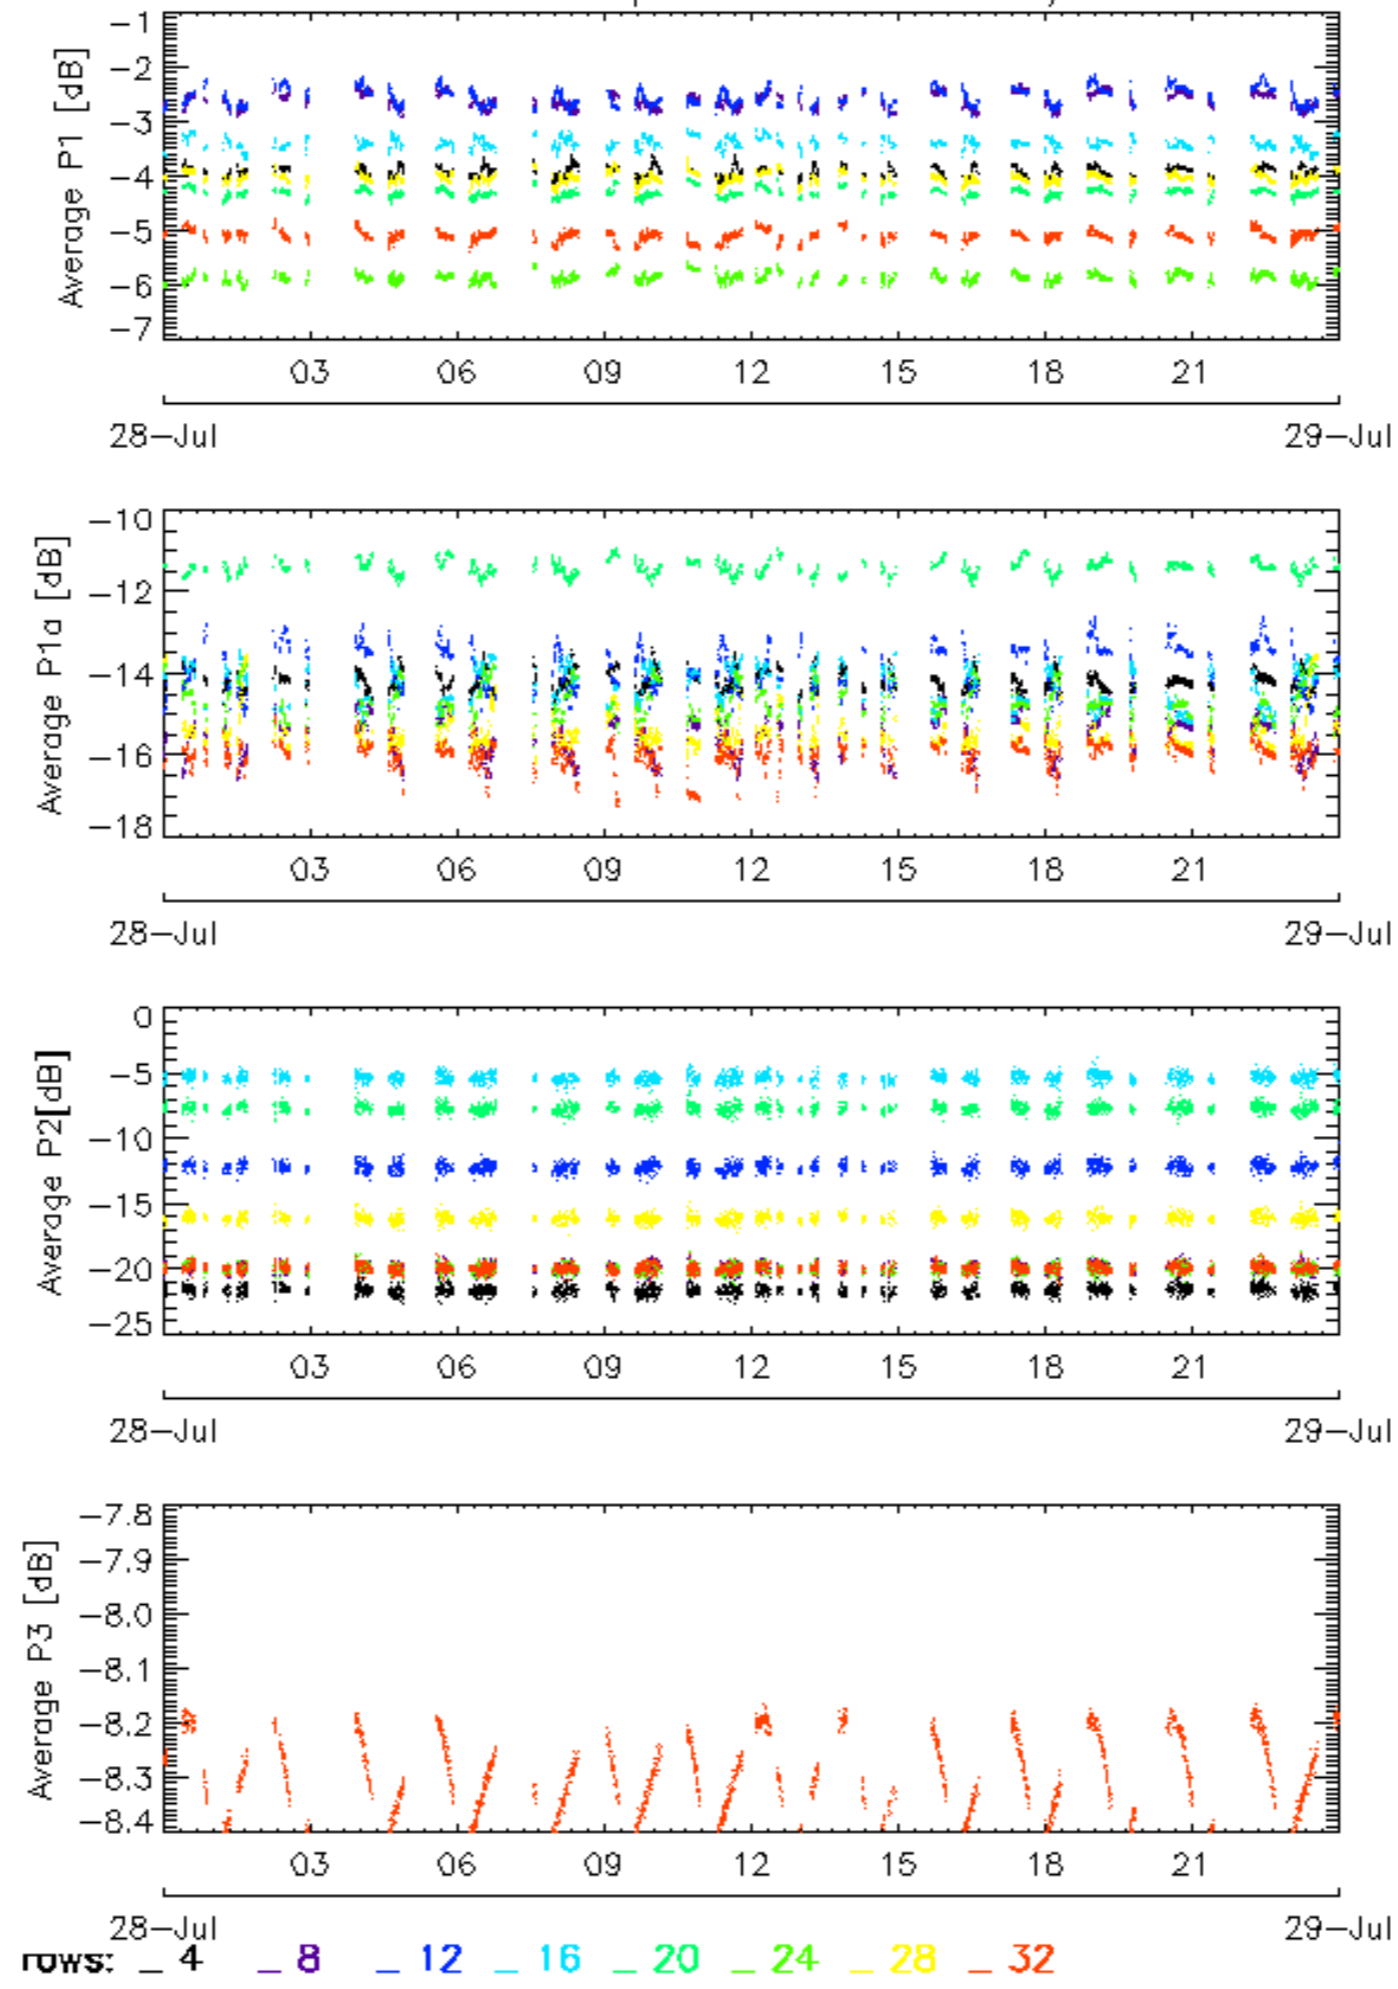 Average P1 [dB]
-1
-2
-3
-4
-5
-6
-7
03 06 09 12 15 18 21
28-Jul 29-Jul
Average P1a [dB]
-10
-12
-14
-16
-18
03 06 09 12 15 18 21
28-Jul 29-Jul
Average P2[dB]
0
-5
-10
-15
-20
-25
03 06 09 12 15 18 21
28-Jul 29-Jul
Average P3 [dB]
-7.8
-7.9
-8.0
-8.1
-8.2
-8.3
-8.4
03 06 09 12 15 18 21
28-Jul 29-Jul
rows: _ 4 _ 8 _ 12 _ 16 _ 20 _ 24 _ 28 _ 32